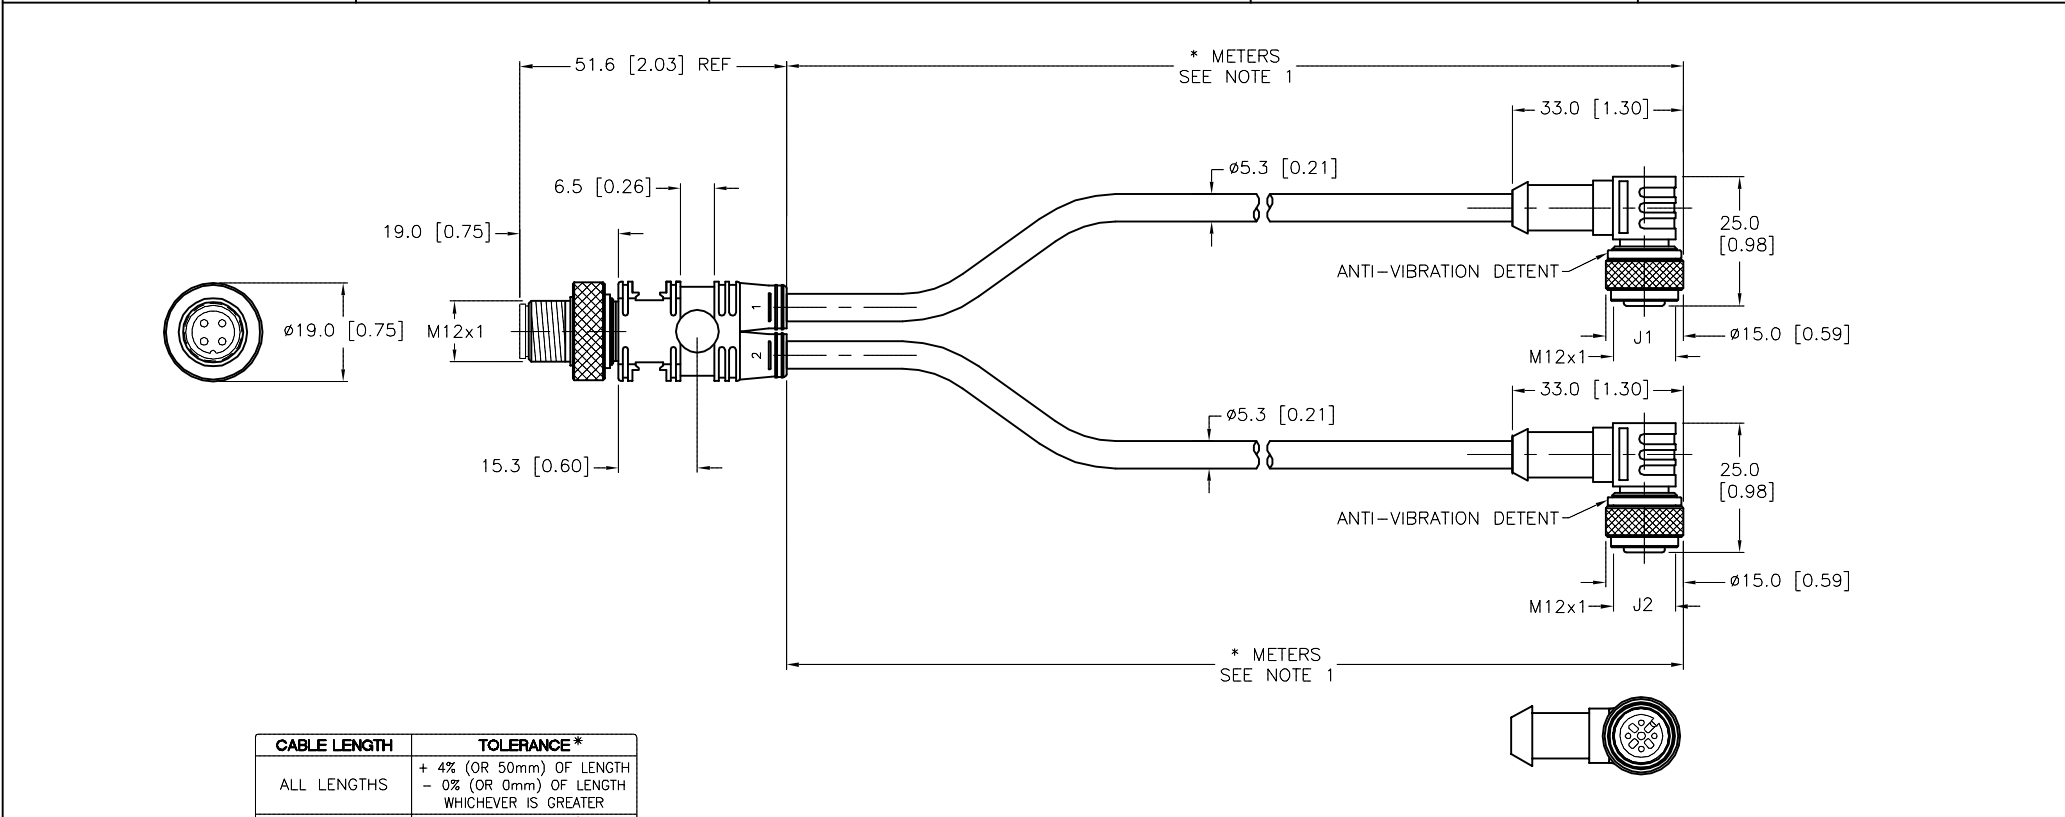 51.6 [2.03] REF
* METERS
SEE NOTE 1
33.0 [1.30]
ø5.3 [0.21]
6.5 [0.26]
19.0 [0.75]
25.0
[0.98]
ANTI-VIBRATION DETENT
ø19.0 [0.75]
M12x1
1
2
J1
ø15.0 [0.59]
M12x1
33.0 [1.30]
ø5.3 [0.21]
15.3 [0.60]
25.0
[0.98]
ANTI-VIBRATION DETENT
ø15.0 [0.59]
M12x1
J2
* METERS
SEE NOTE 1
CABLE LENGTH
TOLERANCE*
ALL LENGTHS
+ 4% (OR 50mm) OF LENGTH
- 0% (OR 0mm) OF LENGTH
WHICHEVER IS GREATER